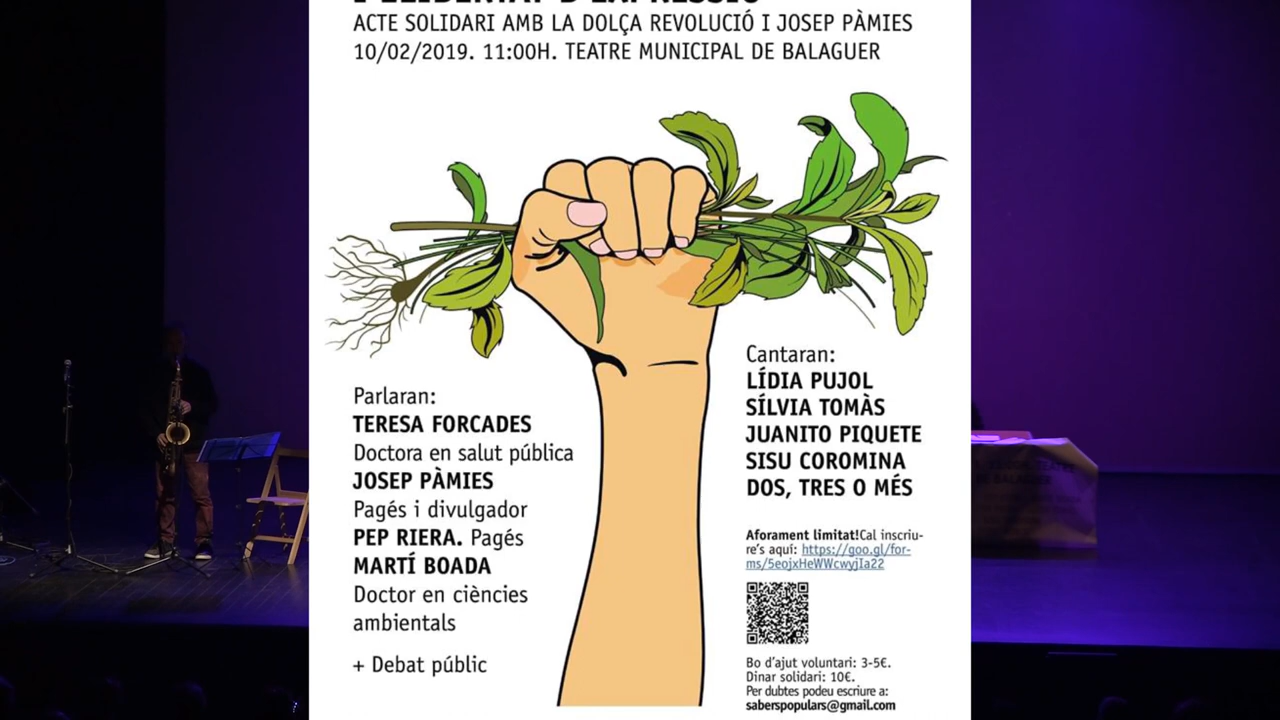 I LLIBERTAT D'EXPRESSIÓ
ACTE SOLIDARI AMB LA DOLÇA REVOLUCIÓ I JOSEP PÀMIES
10/02/2019. 11:00H. TEATRE MUNICIPAL DE BALAGUER
Parlaran:
TERESA FORCADES
Doctora en salut pública
JOSEP PÀMIES
Pagés i divulgador
PEP RIERA. Pagés
MARTÍ BOADA
Doctor en ciències
ambientals
+ Debat públic
Cantaran:
LÍDIA PUJOL
SÍLVIA TOMÀS
JUANITO PIQUETE
SISU COROMINA
DOS, TRES O MÉS
Aforament limitat!Cal inscriu-
re's aquí: https://goo.gl/for-
ms/5eojxHeWWcwyjIa22
Bo d'ajut voluntari: 3-5€.
Dinar solidari: 10€.
Per dubtes podeu escriure a:
saberspopulars@gmail.com
DE BALAGUER